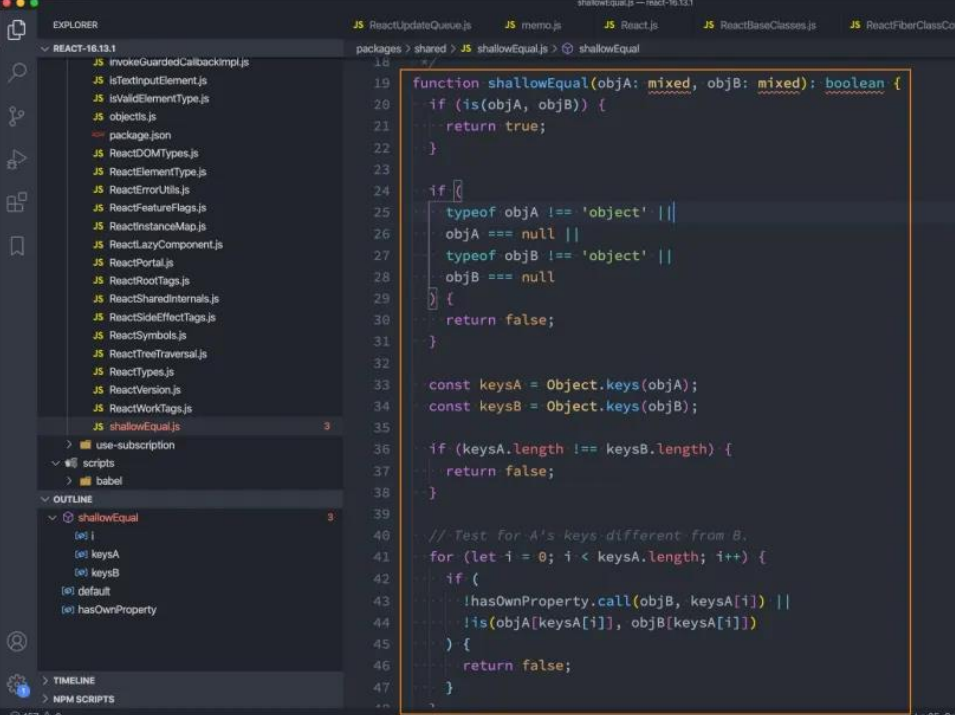 shallowEqual.js — react-16.13.1
EXPLORER
JS ReactUpdateQueue.js JS memo.js JS React.js JS ReactBaseClasses.js JS ReactFiberClassCo
REACT-16.13.1
packages > shared > JS shallowEqual.js > shallowEqual
JS invokeGuardedCallbackImpl.js
JS isTextInputElement.js
JS isValidElementType.js
JS objectIs.js
package.json
JS ReactDOMTypes.js
JS ReactElementType.js
JS ReactErrorUtils.js
JS ReactFeatureFlags.js
JS ReactInstanceMap.js
JS ReactLazyComponent.js
JS ReactPortal.js
JS ReactRootTags.js
JS ReactSharedInternals.js
JS ReactSideEffectTags.js
JS ReactSymbols.js
JS ReactTreeTraversal.js
JS ReactTypes.js
JS ReactVersion.js
JS ReactWorkTags.js
JS shallowEqual.js 3
> use-subscription
scripts
> babel
OUTLINE
shallowEqual 3
i
keysA
keysB
default
hasOwnProperty
> TIMELINE
> NPM SCRIPTS
1
18 */
19 function shallowEqual(objA: mixed, objB: mixed): boolean {
20 if (is(objA, objB)) {
21 return true;
22 }
23
24 if (
25 typeof objA !== 'object' ||
26 objA === null ||
27 typeof objB !== 'object' ||
28 objB === null
29 ) {
30 return false;
31 }
32
33 const keysA = Object.keys(objA);
34 const keysB = Object.keys(objB);
35
36 if (keysA.length !== keysB.length) {
37 return false;
38 }
39
40 // Test for A's keys different from B.
41 for (let i = 0; i < keysA.length; i++) {
42 if (
43 !hasOwnProperty.call(objB, keysA[i]) ||
44 !is(objA[keysA[i]], objB[keysA[i]])
45 ) {
46 return false;
47 }